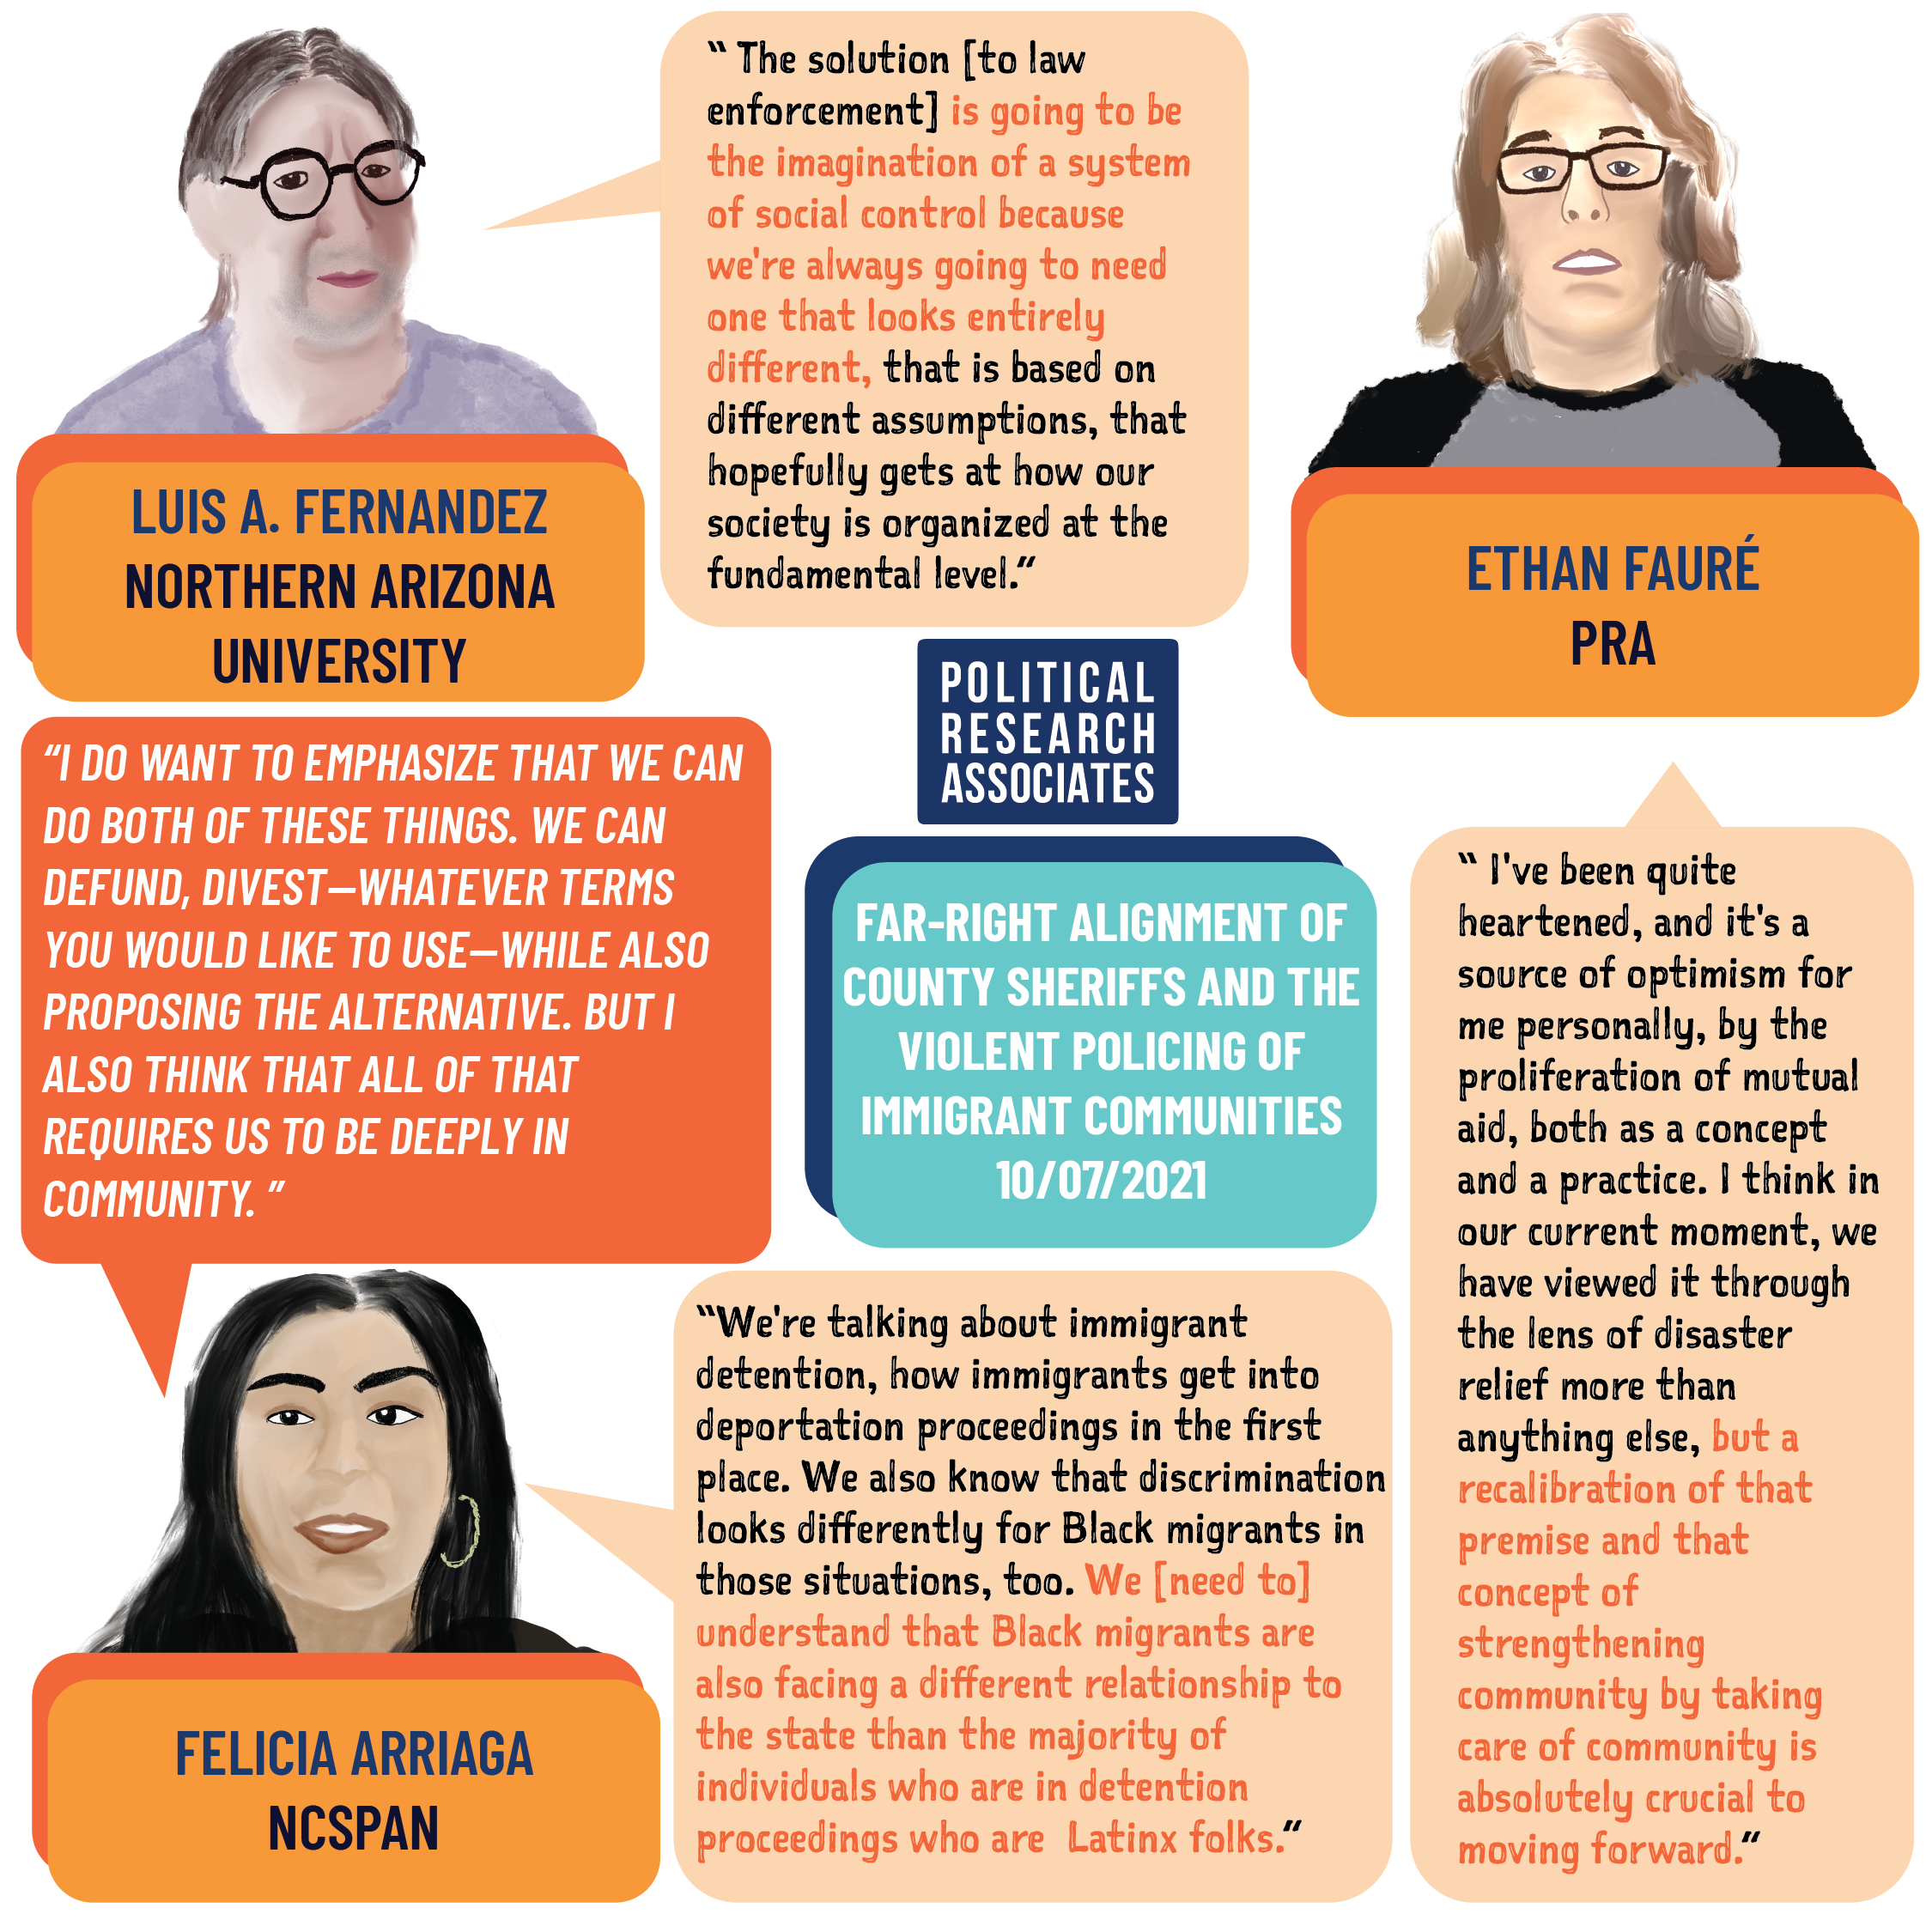 “ The solution [to law
enforcement] is going to be
the imagination of a system
of social control because
we're always going to need
one that looks entirely
different, that is based on
different assumptions, that
hopefully gets at how our
society is organized at the
fundamental level.”
LUIS A. FERNANDEZ
NORTHERN ARIZONA
UNIVERSITY
ETHAN FAURÉ
PRA
POLITICAL
RESEARCH
ASSOCIATES
“I DO WANT TO EMPHASIZE THAT WE CAN
DO BOTH OF THESE THINGS. WE CAN
DEFUND, DIVEST—WHATEVER TERMS
YOU WOULD LIKE TO USE—WHILE ALSO
PROPOSING THE ALTERNATIVE. BUT I
ALSO THINK THAT ALL OF THAT
REQUIRES US TO BE DEEPLY IN
COMMUNITY. ”
FAR-RIGHT ALIGNMENT OF
COUNTY SHERIFFS AND THE
VIOLENT POLICING OF
IMMIGRANT COMMUNITIES
10/07/2021
“ I've been quite
heartened, and it's a
source of optimism for
me personally, by the
proliferation of mutual
aid, both as a concept
and a practice. I think in
our current moment, we
have viewed it through
the lens of disaster
relief more than
anything else, but a
recalibration of that
premise and that
concept of
strengthening
community by taking
care of community is
absolutely crucial to
moving forward.”
“We're talking about immigrant
detention, how immigrants get into
deportation proceedings in the first
place. We also know that discrimination
looks differently for Black migrants in
those situations, too. We [need to]
understand that Black migrants are
also facing a different relationship to
the state than the majority of
individuals who are in detention
proceedings who are Latinx folks.”
FELICIA ARRIAGA
NCSPAN